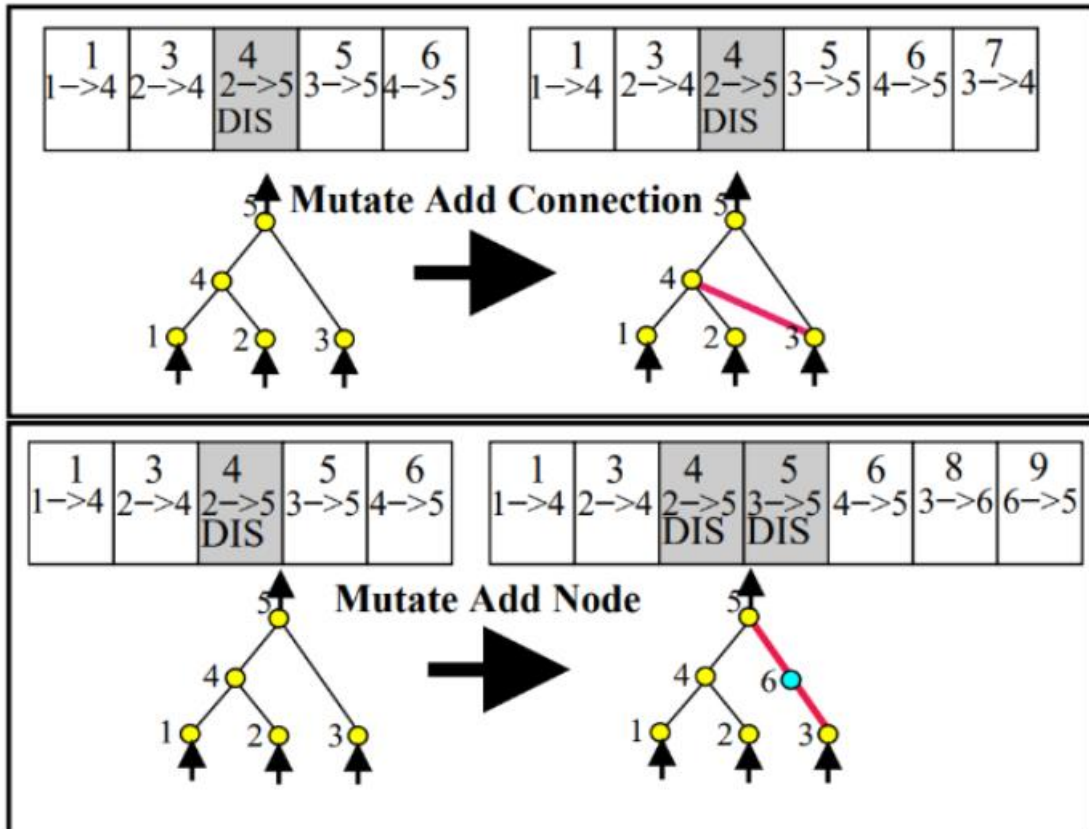 1 3 4 5 6
1->4 2->4 2->5 3->5 4->5
DIS
1 3 4 5 6 7
1->4 2->4 2->5 3->5 4->5 3->4
DIS
Mutate Add Connection
5
4
1 2 3
5
4
1 2 3
1 3 4 5 6
1->4 2->4 2->5 3->5 4->5
DIS
1 3 4 5 6 8 9
1->4 2->4 2->5 3->5 4->5 3->6 6->5
DIS DIS
Mutate Add Node
5
4
1 2 3
5
4 6
1 2 3